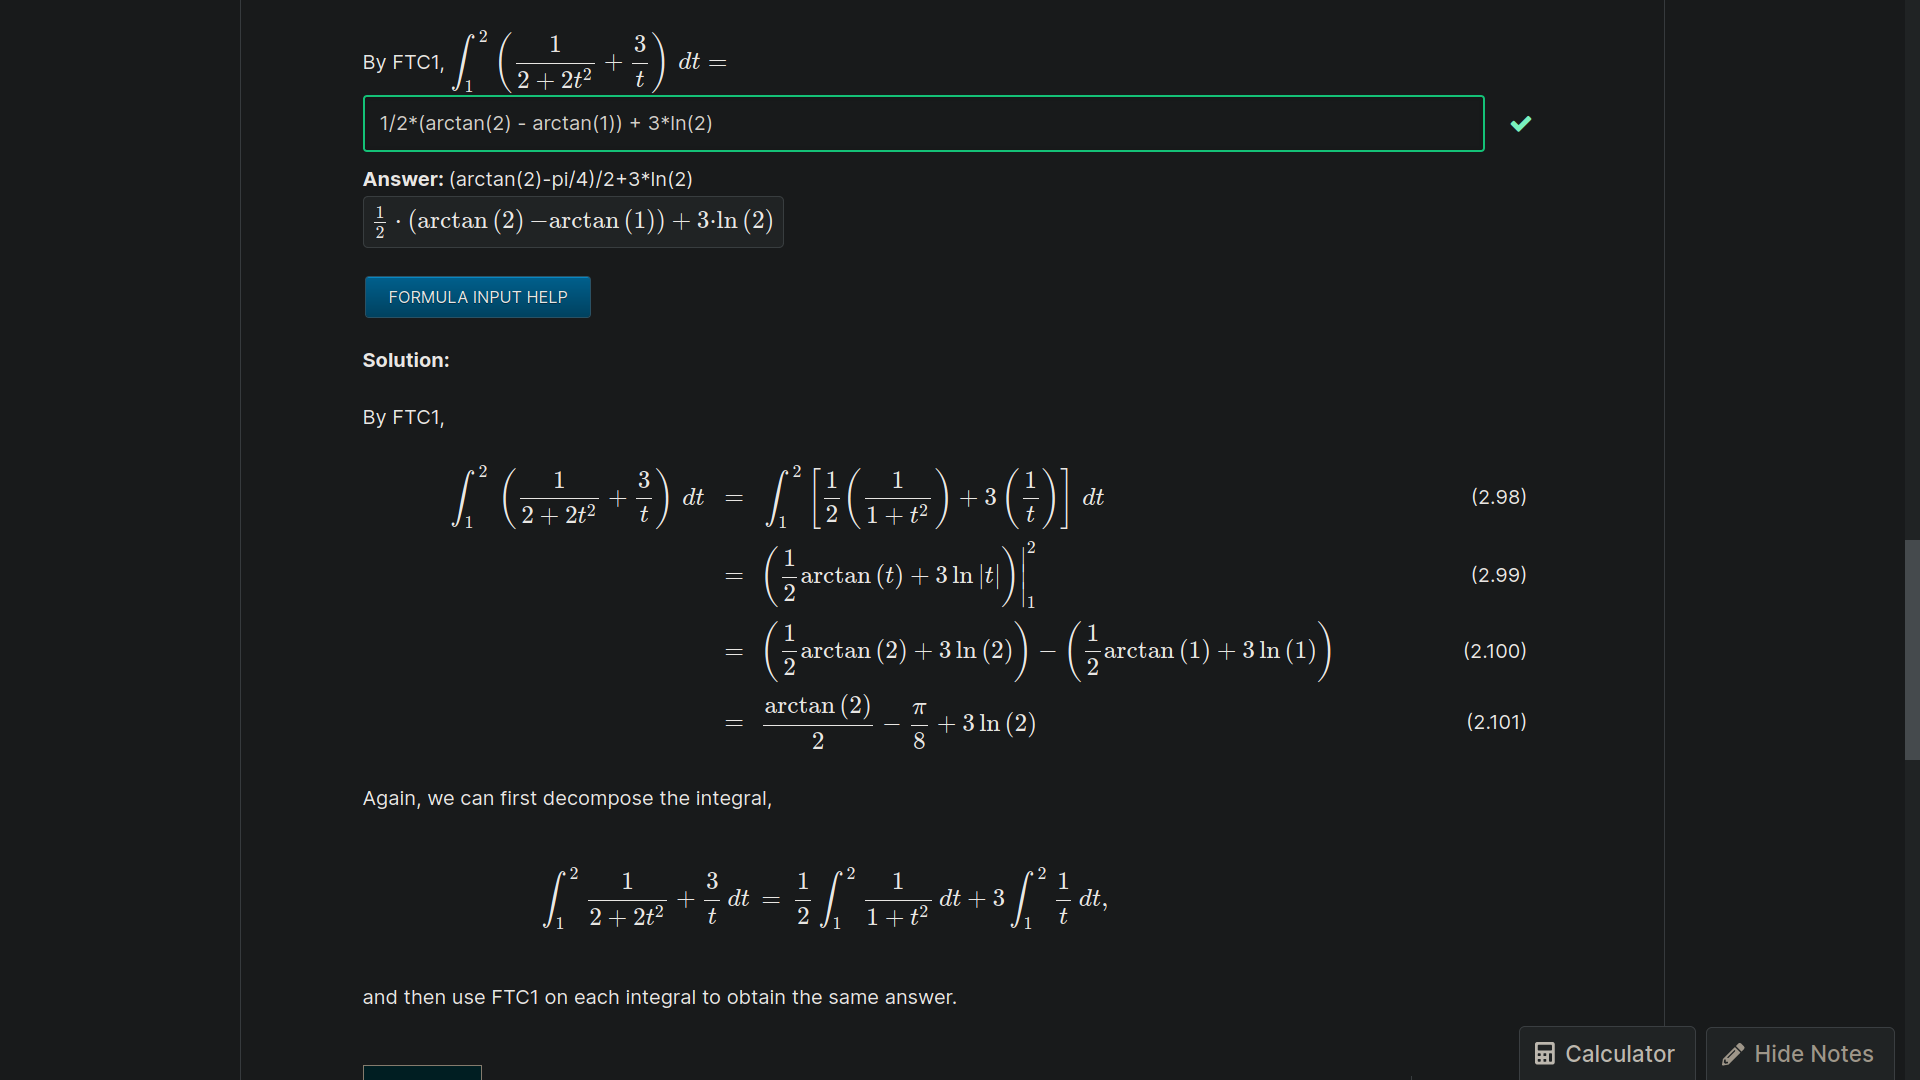 By FTC1, \int_1^2 \left( \frac{1}{2+2t^2} + \frac{3}{t} \right) dt =
1/2*(arctan(2) - arctan(1)) + 3*ln(2)
Answer: (arctan(2)-pi/4)/2+3*ln(2)
\frac{1}{2} \cdot (\arctan(2) - \arctan(1)) + 3 \cdot \ln(2)
FORMULA INPUT HELP
Solution:
By FTC1,
\int_1^2 \left( \frac{1}{2+2t^2} + \frac{3}{t} \right) dt = \int_1^2 \left[ \frac{1}{2} \left( \frac{1}{1+t^2} \right) + 3 \left( \frac{1}{t} \right) \right] dt (2.98)
= \left( \frac{1}{2} \arctan(t) + 3 \ln|t| \right) \Big|_1^2 (2.99)
= \left( \frac{1}{2} \arctan(2) + 3 \ln(2) \right) - \left( \frac{1}{2} \arctan(1) + 3 \ln(1) \right) (2.100)
= \frac{\arctan(2)}{2} - \frac{\pi}{8} + 3 \ln(2) (2.101)
Again, we can first decompose the integral,
\int_1^2 \frac{1}{2+2t^2} + \frac{3}{t} dt = \frac{1}{2} \int_1^2 \frac{1}{1+t^2} dt + 3 \int_1^2 \frac{1}{t} dt,
and then use FTC1 on each integral to obtain the same answer.
Calculator
Hide Notes